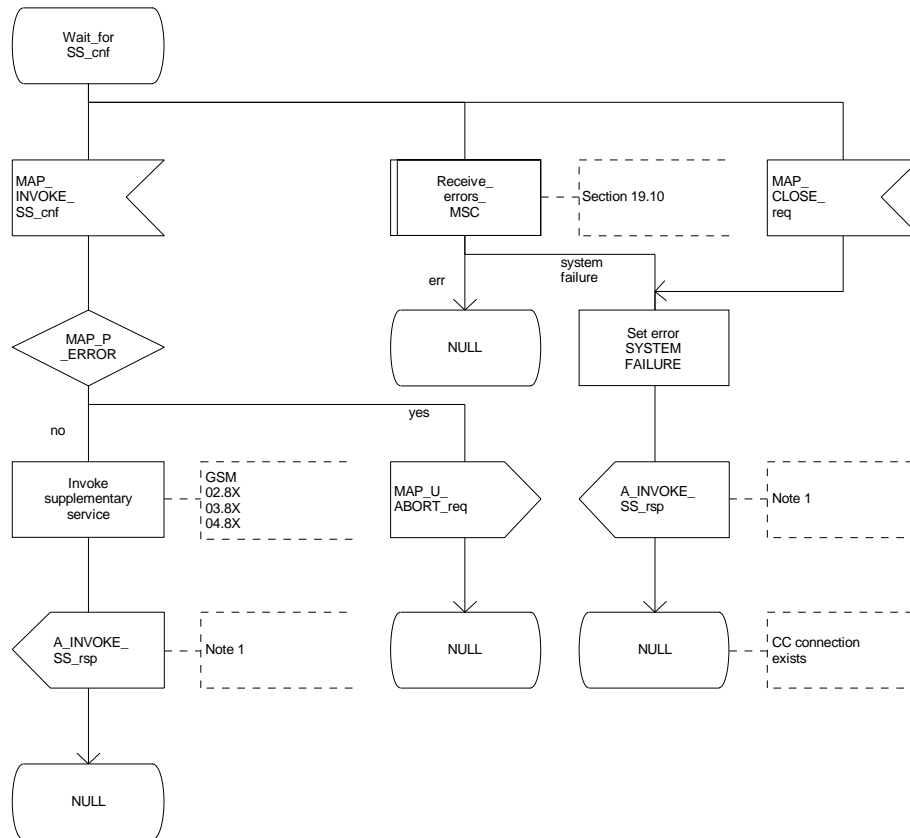 Wait_for
SS_cnf
MAP_
INVOKE_
SS_cnf
Receive_
errors_
MSC
Section 19.10
MAP_
CLOSE_
req
err
system
failure
MAP_P
_ERROR
NULL
Set error
SYSTEM
FAILURE
no
yes
Invoke
supplementary
service
GSM
02.8X
03.8X
04.8X
MAP_U_
ABORT_req
A_INVOKE_
SS_rsp
Note 1
A_INVOKE_
SS_rsp
Note 1
NULL
NULL
CC connection
exists
NULL